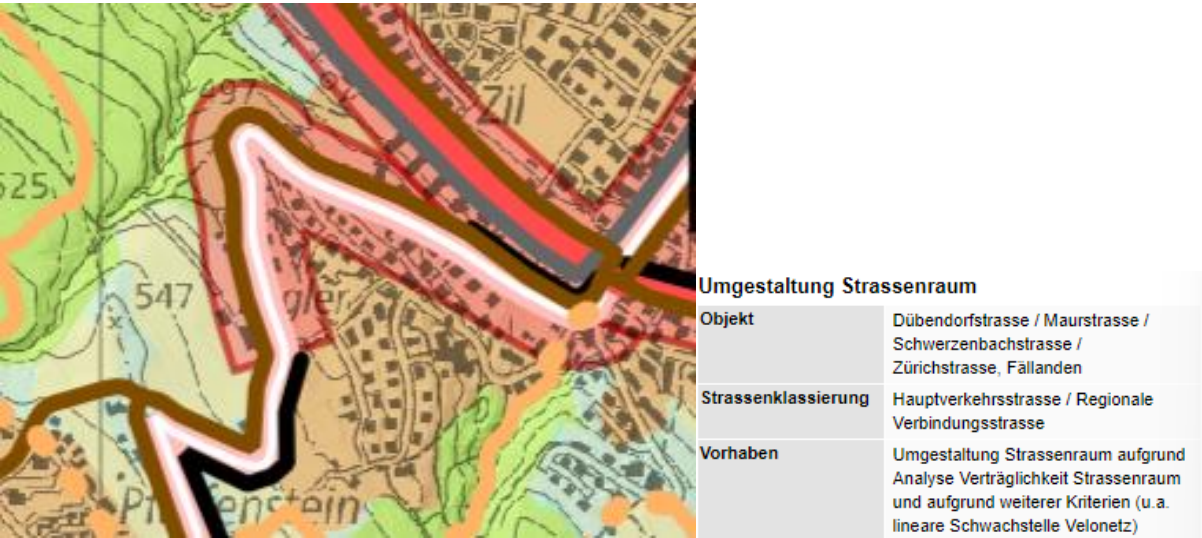 497
Zil
525
547
Umgestaltung Strassenraum
Objekt
Dübendorfstrasse / Maurstrasse /
Schwerzenbachstrasse /
Zürichstrasse, Fällanden
Strassenklassierung
Hauptverkehrsstrasse / Regionale
Verbindungsstrasse
Vorhaben
Umgestaltung Strassenraum aufgrund
Analyse Verträglichkeit Strassenraum
und aufgrund weiterer Kriterien (u.a.
lineare Schwachstelle Velonetz)